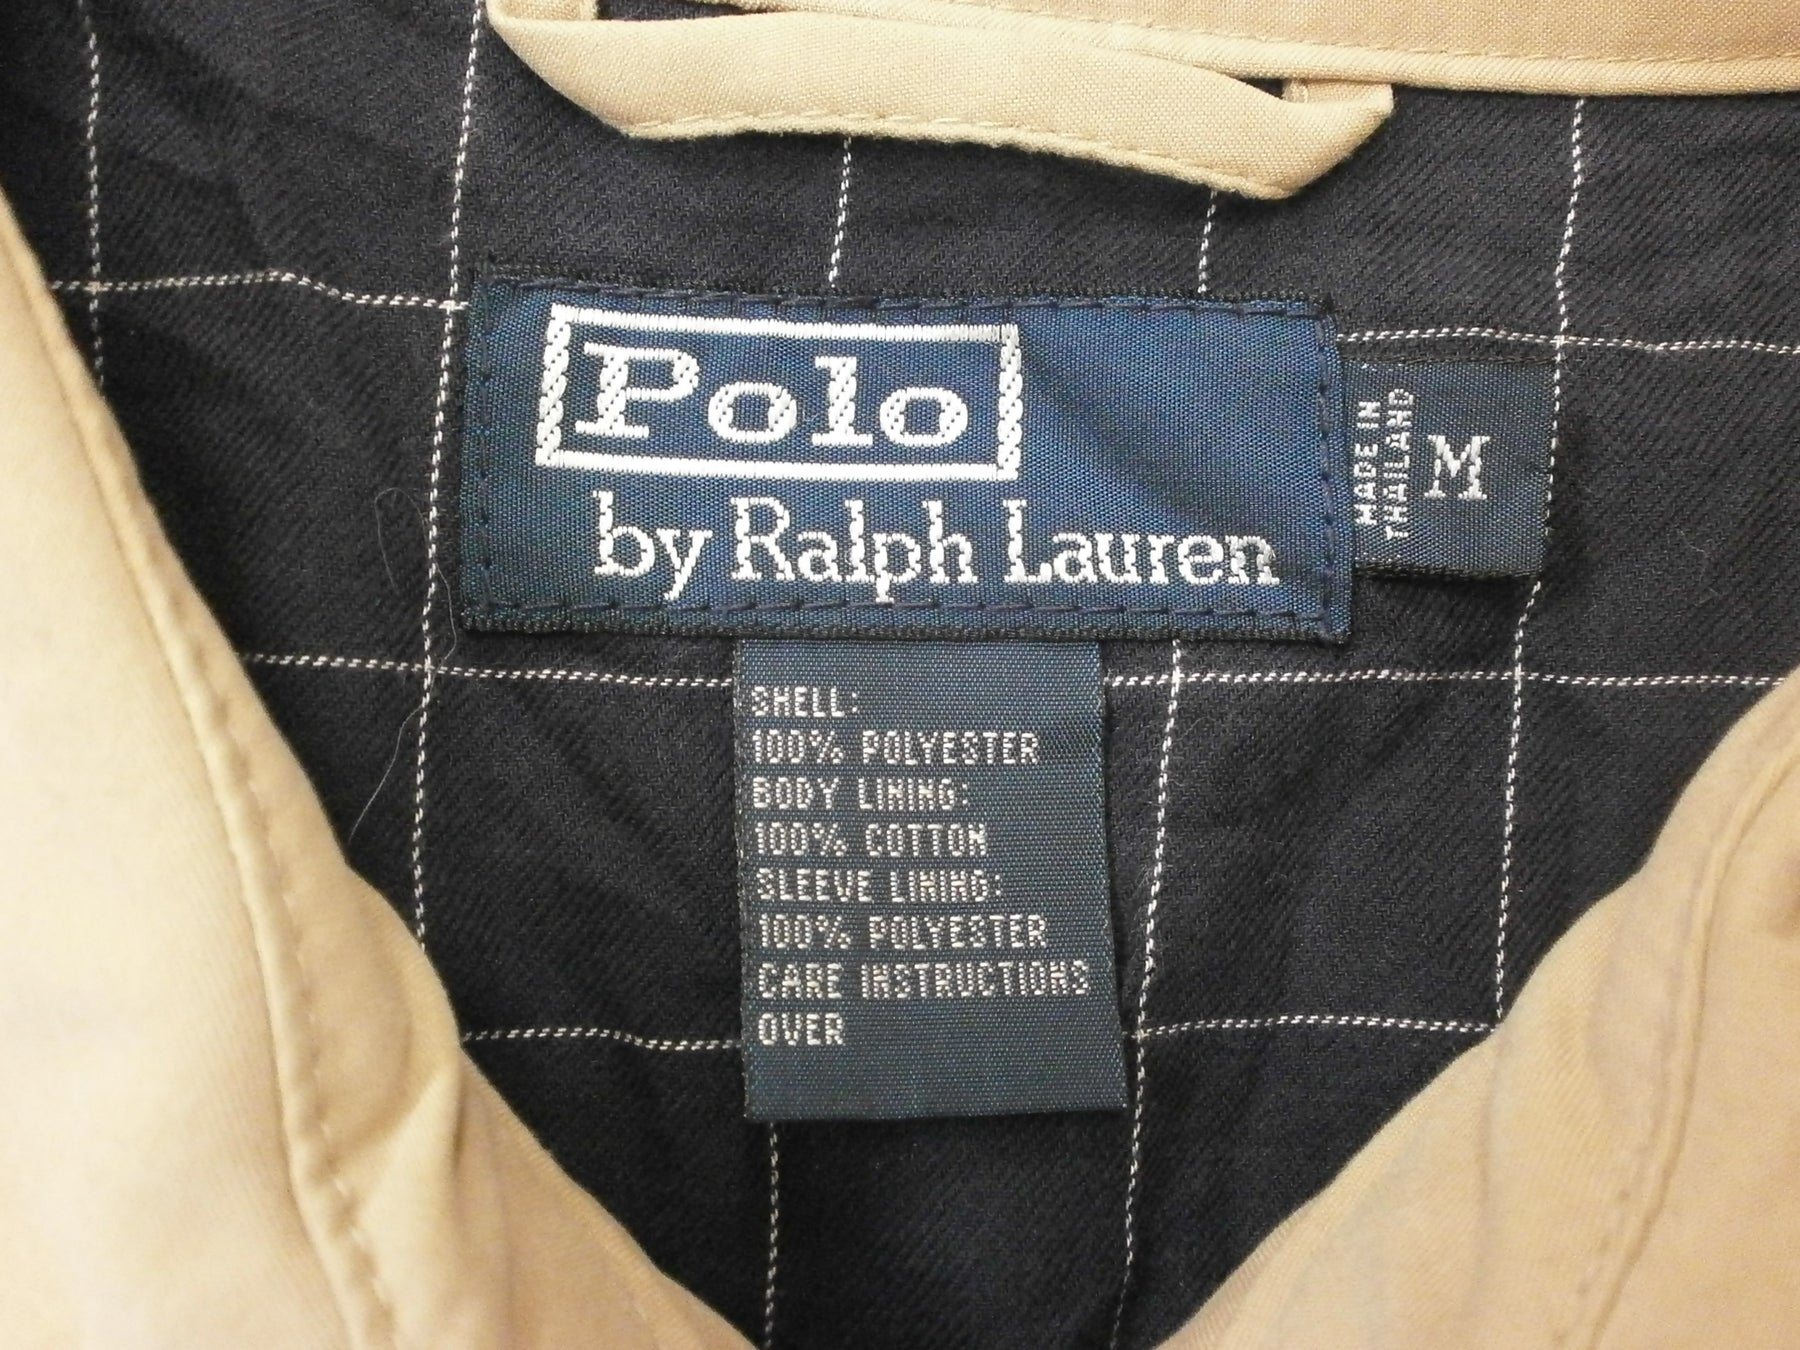 Polo
by Ralph Lauren
MADE IN
THAILAND
M
SHELL:
100% POLYESTER
BODY LINING:
100% COTTON
SLEEVE LINING:
100% POLYESTER
CARE INSTRUCTIONS
OVER